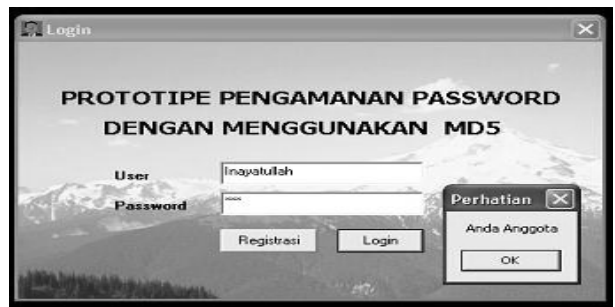 Login
PROTOTIPE PENGAMANAN PASSWORD
DENGAN MENGGUNAKAN MD5
User
Inayatullah
Password
****
Registrasi
Login
Perhatian
Anda Anggota
OK